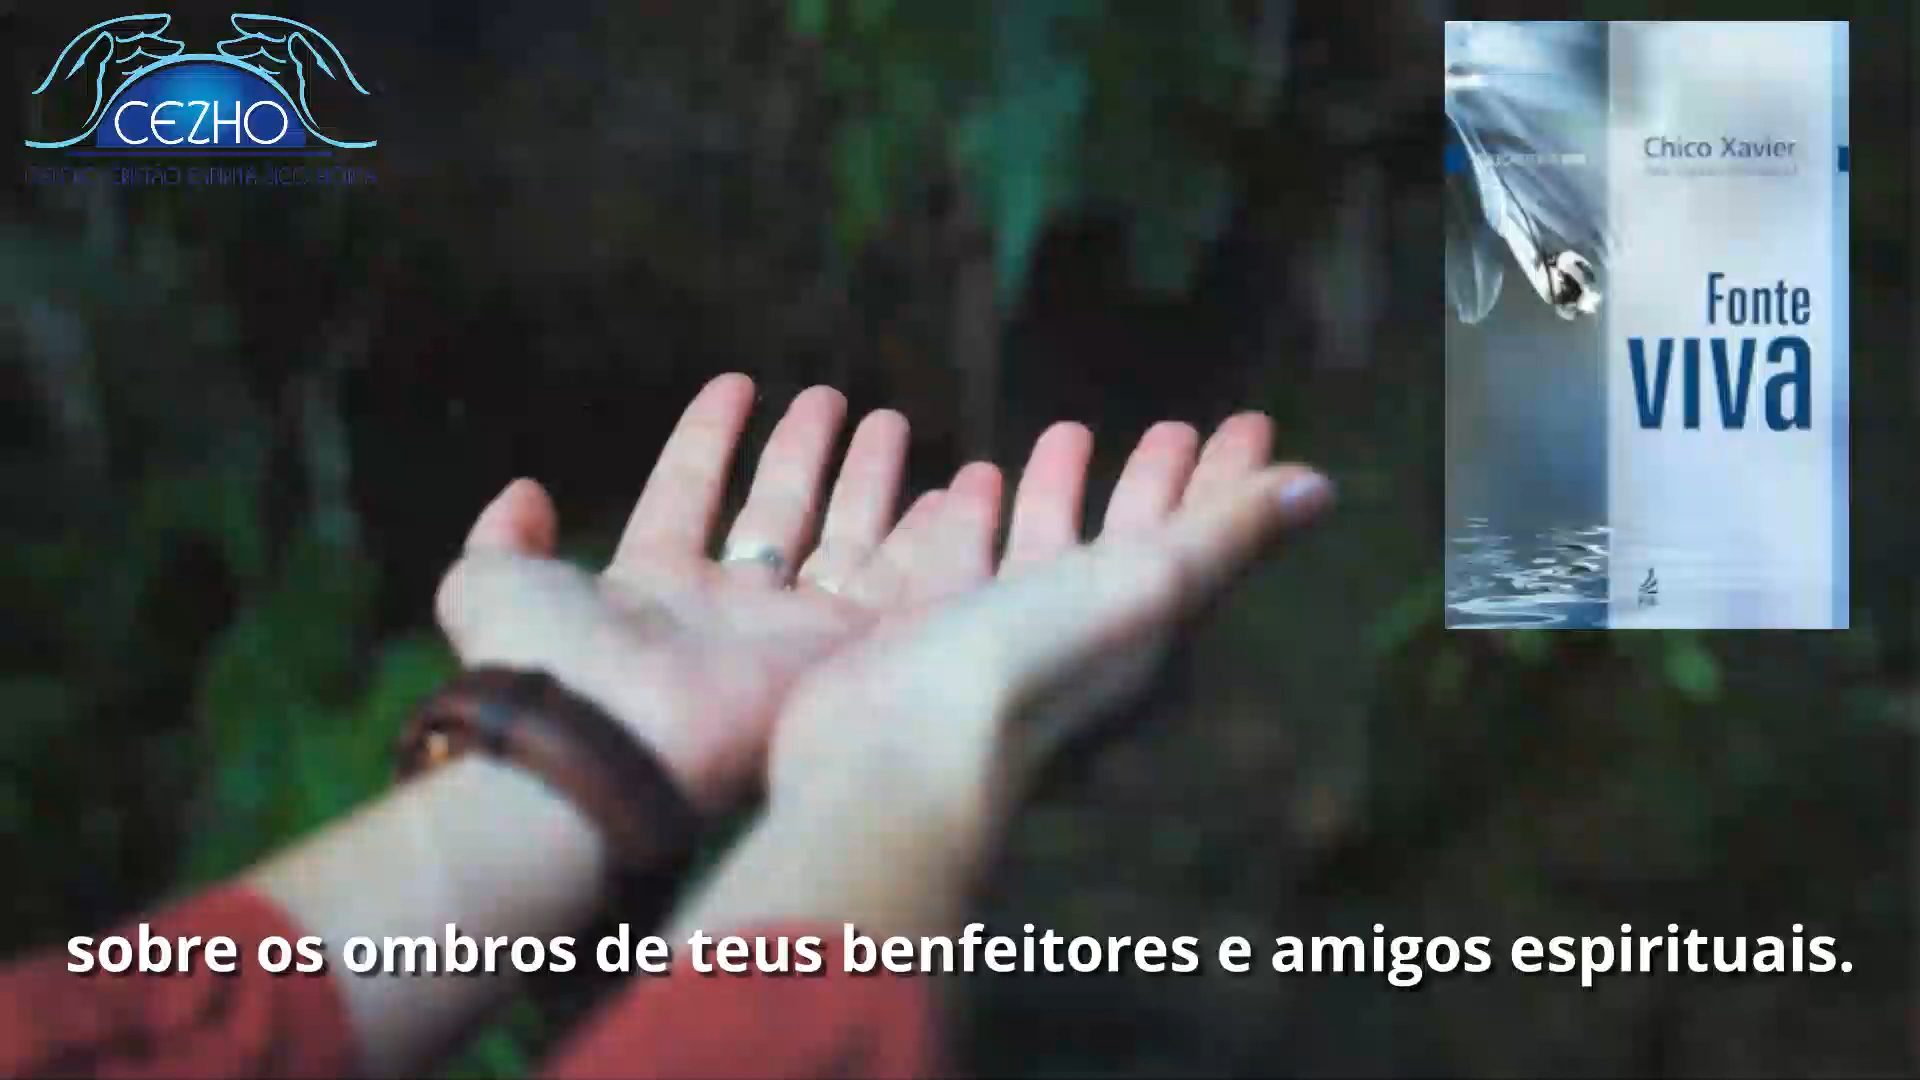 CEZHO
Chico Xavier
Fonte
viva
sobre os ombros de teus benfeitores e amigos espirituais.